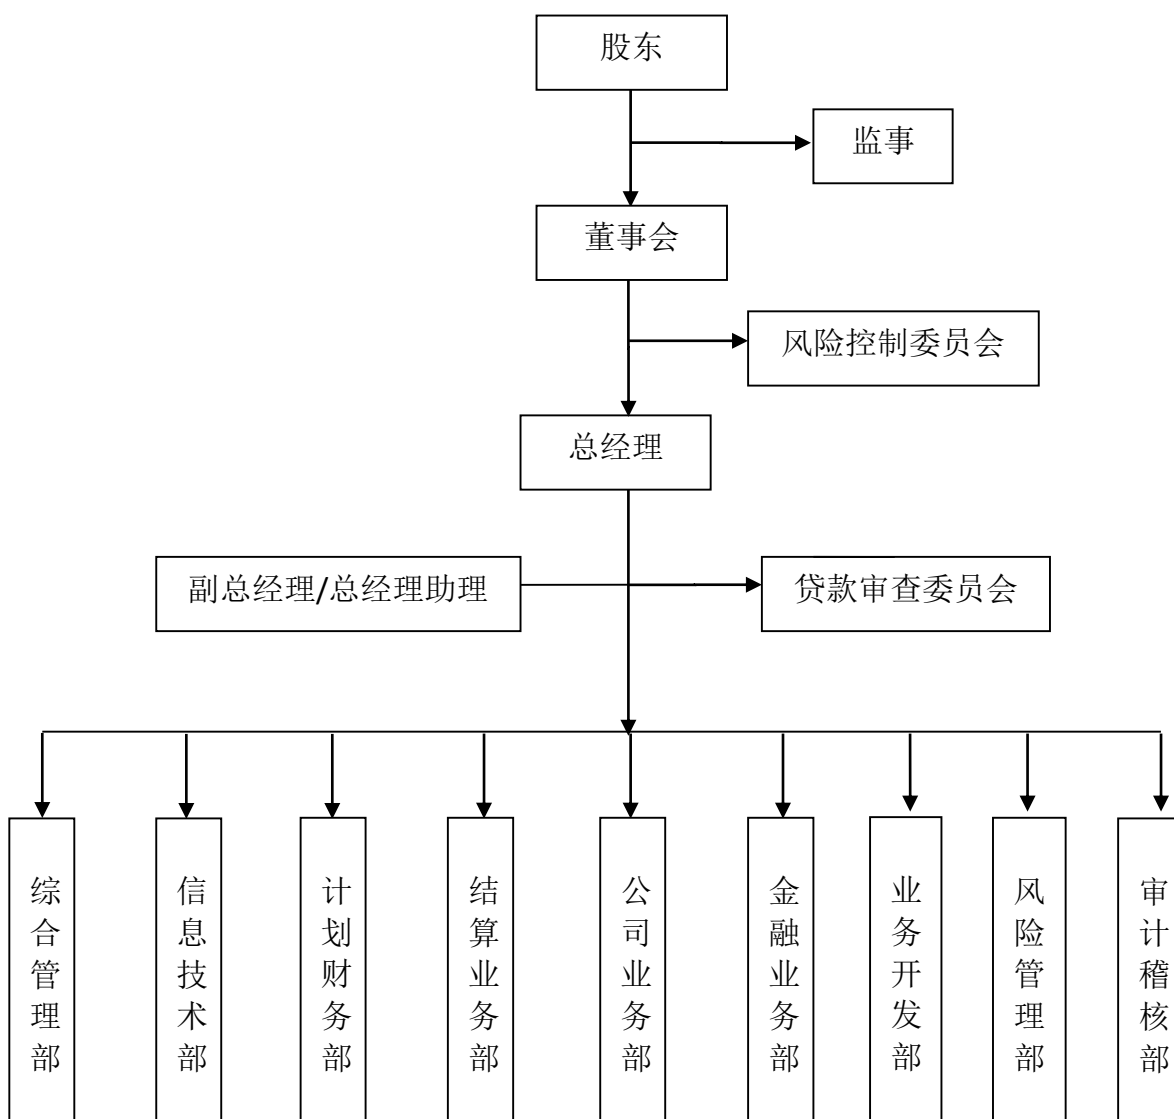 股东
监事
董事会
风险控制委员会
总经理
副总经理/总经理助理
贷款审查委员会
综合管理部
信息技术部
计划财务部
结算业务部
公司业务部
金融业务部
业务开发部
风险管理部
审计稽核部